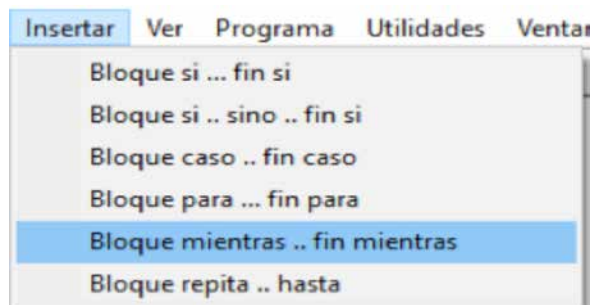 Insertar Ver Programa Utilidades
Bloque si ... fin si
Bloque si .. sino .. fin si
Bloque caso .. fin caso
Bloque para ... fin para
Bloque mientras .. fin mientras
Bloque repita .. hasta